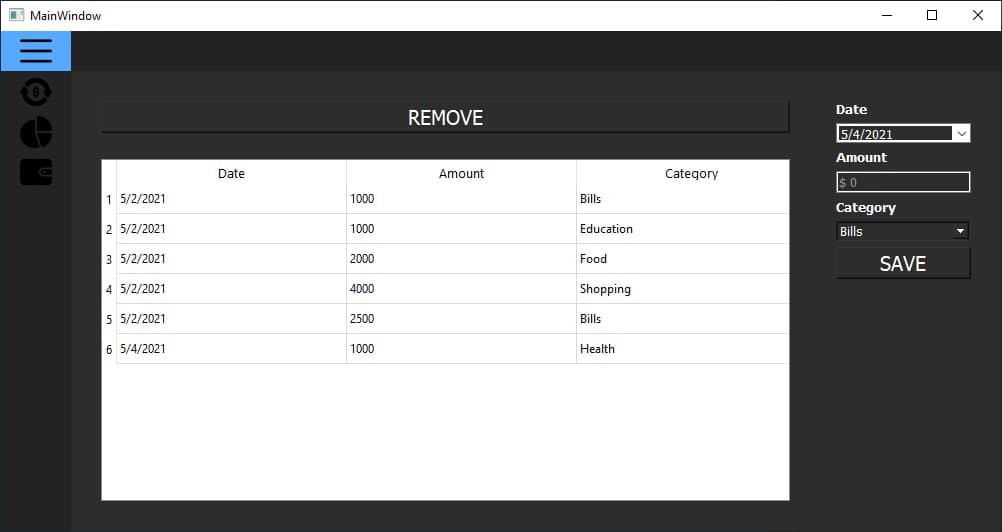 MainWindow
$
REMOVE
Date Amount Category
1 5/2/2021 1000 Bills
2 5/2/2021 1000 Education
3 5/2/2021 2000 Food
4 5/2/2021 4000 Shopping
5 5/2/2021 2500 Bills
6 5/4/2021 1000 Health
Date
5/4/2021
Amount
$ 0
Category
Bills
SAVE